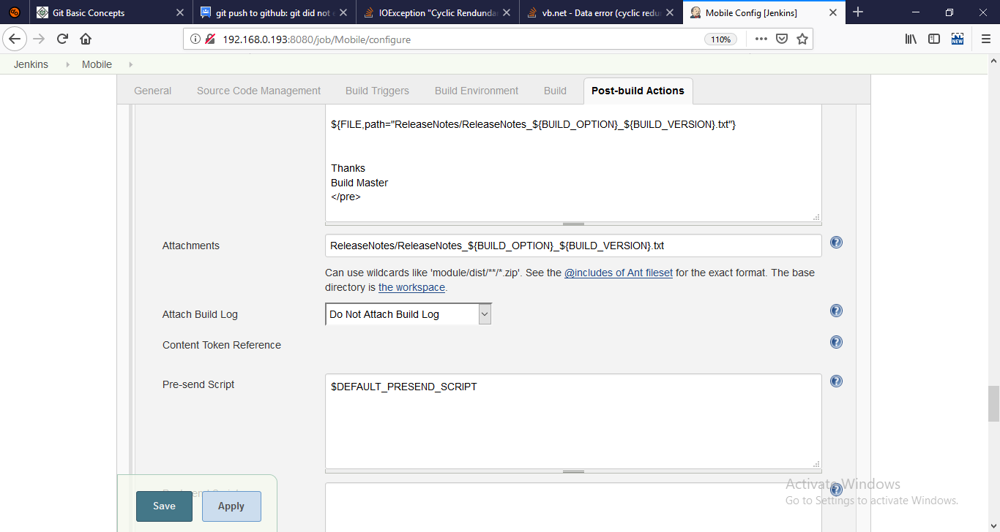 Git Basic Concepts
git push to github: git did not e
IOException "Cyclic Rendunda
vb.net - Data error (cyclic redu
Mobile Config [Jenkins]
192.168.0.193:8080/job/Mobile/configure
110%
NEW
Jenkins
Mobile
General
Source Code Management
Build Triggers
Build Environment
Build
Post-build Actions
${FILE,path="ReleaseNotes/ReleaseNotes_${BUILD_OPTION}_${BUILD_VERSION}.txt"}
Thanks
Build Master
</pre>
Attachments
ReleaseNotes/ReleaseNotes_${BUILD_OPTION}_${BUILD_VERSION}.txt
Can use wildcards like 'module/dist/**/*.zip'. See the @includes of Ant fileset for the exact format. The base
directory is the workspace.
Attach Build Log
Do Not Attach Build Log
Content Token Reference
Pre-send Script
$DEFAULT_PRESEND_SCRIPT
Save
Apply
Activate Windows
Go to Settings to activate Windows.